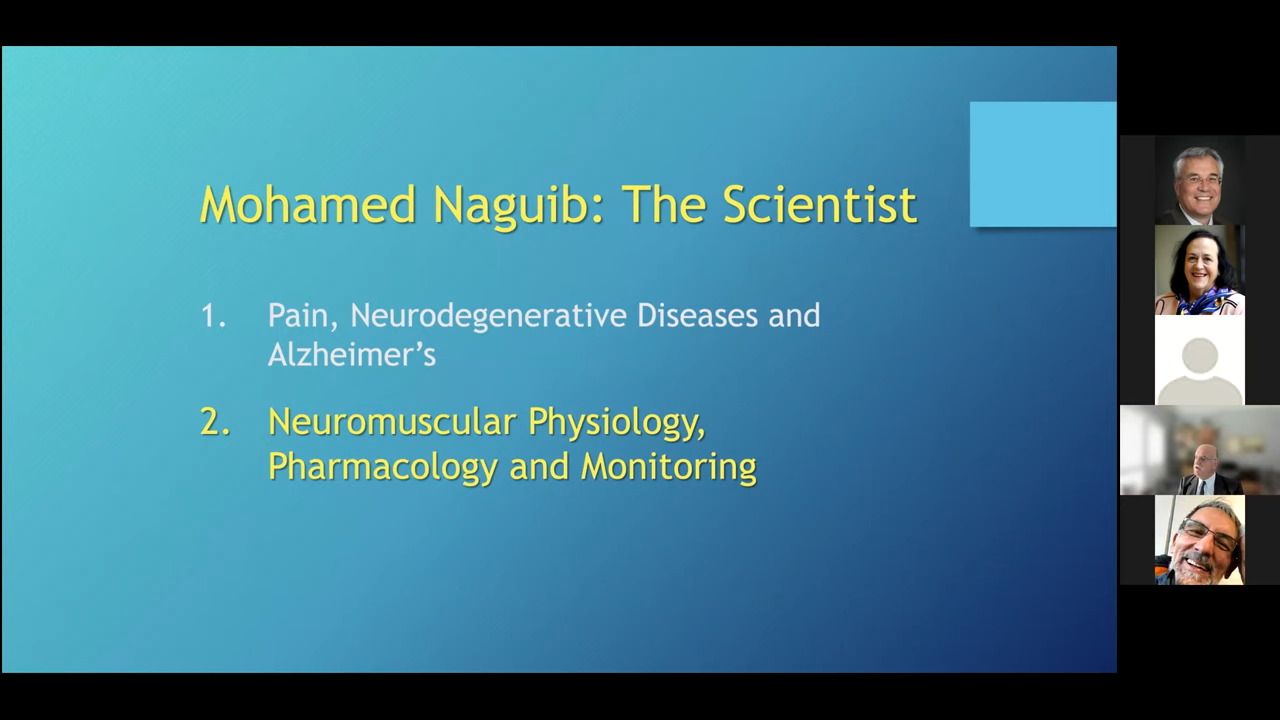 Mohamed Naguib: The Scientist
1. Pain, Neurodegenerative Diseases and
Alzheimer’s
2. Neuromuscular Physiology,
Pharmacology and Monitoring